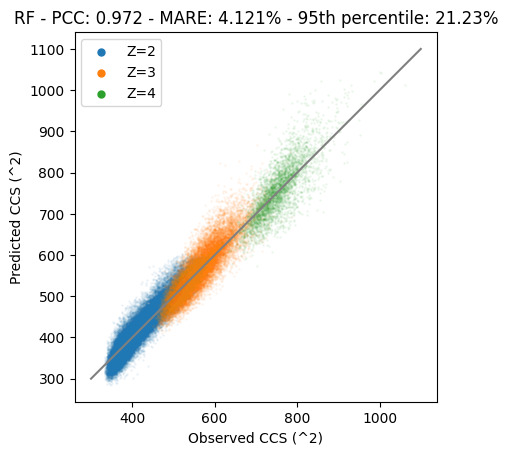 RF - PCC: 0.972 - MARE: 4.121% - 95th percentile: 21.23%
Z=2
Z=3
Z=4
1100
1000
900
800
700
600
500
400
300
Predicted CCS (^2)
400
600
800
1000
Observed CCS (^2)